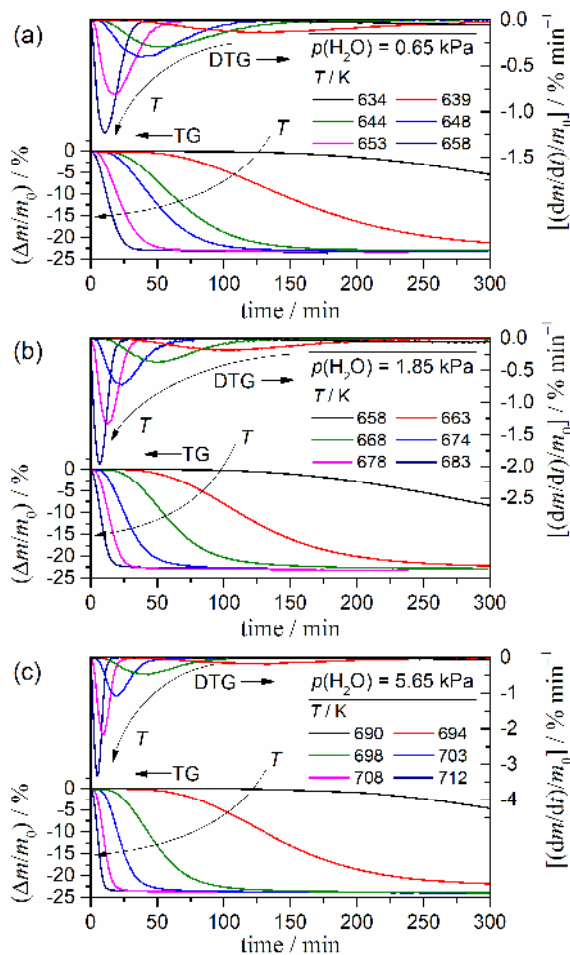 (a)
DTG
T
TG
T
p(H₂O) = 0.65 kPa
T / K
634 639
644 648
653 658
0.0
-0.5
-1.0
-1.5
[(dm/dt)/m₀] / % min⁻¹
0
-5
-10
-15
-20
-25
(Δm/m₀) / %
0 50 100 150 200 250 300
time / min
(b)
DTG
T
TG
T
p(H₂O) = 1.85 kPa
T / K
658 663
668 674
678 683
0.0
-0.5
-1.0
-1.5
-2.0
-2.5
[(dm/dt)/m₀] / % min⁻¹
0
-5
-10
-15
-20
-25
(Δm/m₀) / %
0 50 100 150 200 250 300
time / min
(c)
DTG
T
TG
T
p(H₂O) = 5.65 kPa
T / K
690 694
698 703
708 712
0
-1
-2
-3
-4
[(dm/dt)/m₀] / % min⁻¹
0
-5
-10
-15
-20
-25
(Δm/m₀) / %
0 50 100 150 200 250 300
time / min